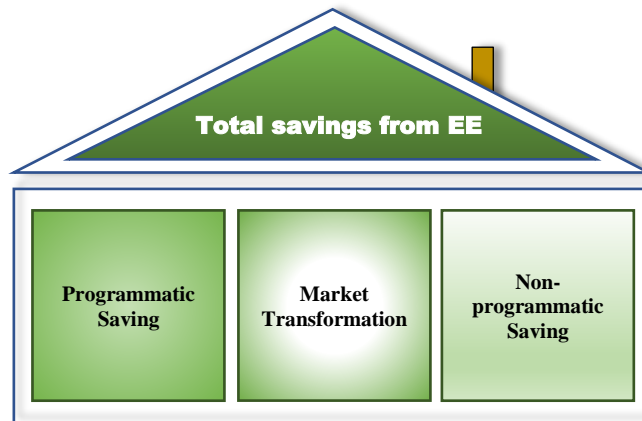 Total savings from EE
Programmatic
Saving
Market
Transformation
Non-
programmatic
Saving